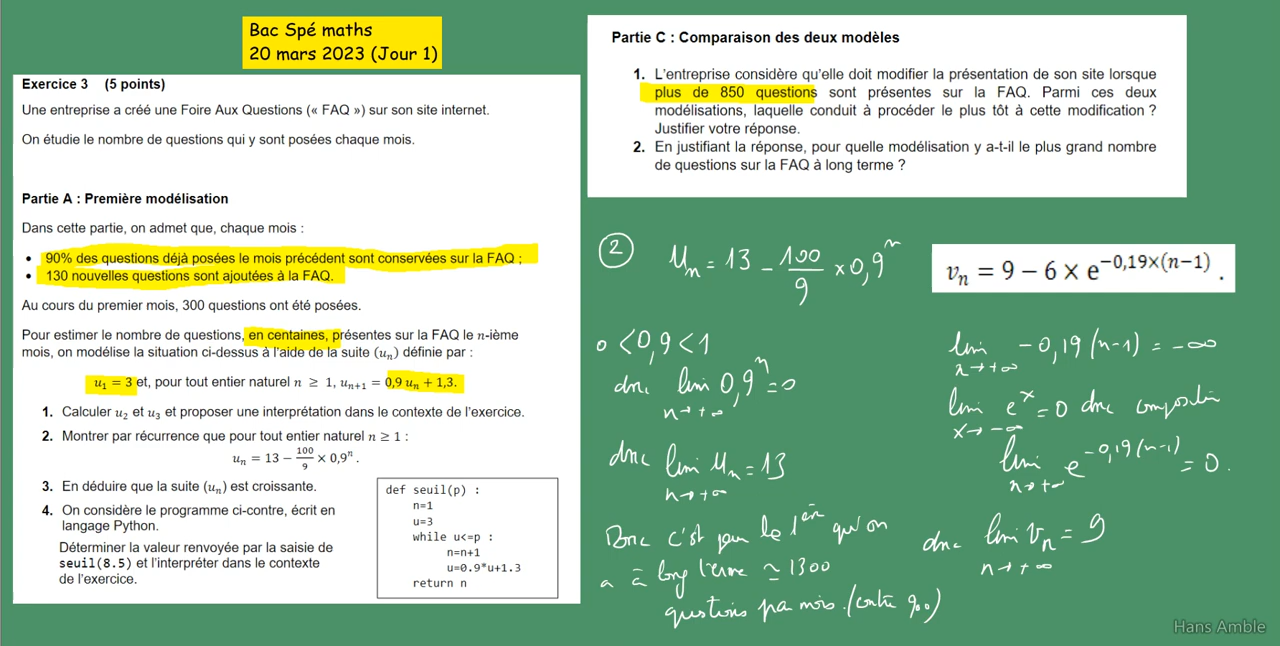 Bac Spé maths
20 mars 2023 (Jour 1)
Exercice 3 (5 points)
Une entreprise a créé une Foire Aux Questions (« FAQ ») sur son site internet.
On étudie le nombre de questions qui y sont posées chaque mois.
Partie A : Première modélisation
Dans cette partie, on admet que, chaque mois :
• 90% des questions déjà posées le mois précédent sont conservées sur la FAQ ;
• 130 nouvelles questions sont ajoutées à la FAQ.
Au cours du premier mois, 300 questions ont été posées.
Pour estimer le nombre de questions, en centaines, présentes sur la FAQ le n-ième
mois, on modélise la situation ci-dessus à l'aide de la suite (uₙ) définie par :
u₁ = 3 et, pour tout entier naturel n ≥ 1, uₙ₊₁ = 0,9 uₙ + 1,3.
1. Calculer u₂ et u₃ et proposer une interprétation dans le contexte de l'exercice.
2. Montrer par récurrence que pour tout entier naturel n ≥ 1 :
uₙ = 13 − 100/9 × 0,9ⁿ.
3. En déduire que la suite (uₙ) est croissante.
4. On considère le programme ci-contre, écrit en
langage Python.
Déterminer la valeur renvoyée par la saisie de
seuil(8.5) et l'interpréter dans le contexte
de l'exercice.
def seuil(p) :
n=1
u=3
while u<=p :
n=n+1
u=0.9*u+1.3
return n
Partie C : Comparaison des deux modèles
1. L'entreprise considère qu'elle doit modifier la présentation de son site lorsque
plus de 850 questions sont présentes sur la FAQ. Parmi ces deux
modélisations, laquelle conduit à procéder le plus tôt à cette modification ?
Justifier votre réponse.
2. En justifiant la réponse, pour quelle modélisation y a-t-il le plus grand nombre
de questions sur la FAQ à long terme ?
② Uₙ = 13 − 100/9 × 0,9ⁿ
0 < 0,9 < 1
donc lim 0,9ⁿ = 0
n→+∞
donc lim Uₙ = 13
n→+∞
Donc c'est pour le 1er qu'on
a à long terme ≃ 1300
questions par mois. (contre 900)
vₙ = 9 − 6 × e^(−0,19×(n−1)) .
lim −0,19(n−1) = −∞
n→+∞
lim eˣ = 0 donc composition
x→−∞
lim e^(−0,19(n−1)) = 0.
n→+∞
donc lim Vₙ = 9
n→+∞
Hans Amble